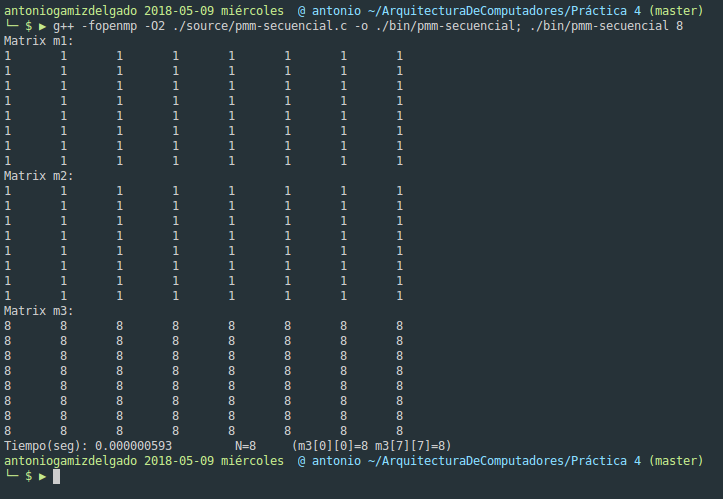 antoniogamizdelgado 2018-05-09 miércoles  @ antonio ~/ArquitecturaDeComputadores/Práctica 4 (master)
└─ $ ▶ g++ -fopenmp -O2 ./source/pmm-secuencial.c -o ./bin/pmm-secuencial; ./bin/pmm-secuencial 8
Matrix m1:
1 1 1 1 1 1 1 1
1 1 1 1 1 1 1 1
1 1 1 1 1 1 1 1
1 1 1 1 1 1 1 1
1 1 1 1 1 1 1 1
1 1 1 1 1 1 1 1
1 1 1 1 1 1 1 1
1 1 1 1 1 1 1 1
Matrix m2:
1 1 1 1 1 1 1 1
1 1 1 1 1 1 1 1
1 1 1 1 1 1 1 1
1 1 1 1 1 1 1 1
1 1 1 1 1 1 1 1
1 1 1 1 1 1 1 1
1 1 1 1 1 1 1 1
1 1 1 1 1 1 1 1
Matrix m3:
8 8 8 8 8 8 8 8
8 8 8 8 8 8 8 8
8 8 8 8 8 8 8 8
8 8 8 8 8 8 8 8
8 8 8 8 8 8 8 8
8 8 8 8 8 8 8 8
8 8 8 8 8 8 8 8
8 8 8 8 8 8 8 8
Tiempo(seg): 0.000000593 N=8 (m3[0][0]=8 m3[7][7]=8)
antoniogamizdelgado 2018-05-09 miércoles  @ antonio ~/ArquitecturaDeComputadores/Práctica 4 (master)
└─ $ ▶